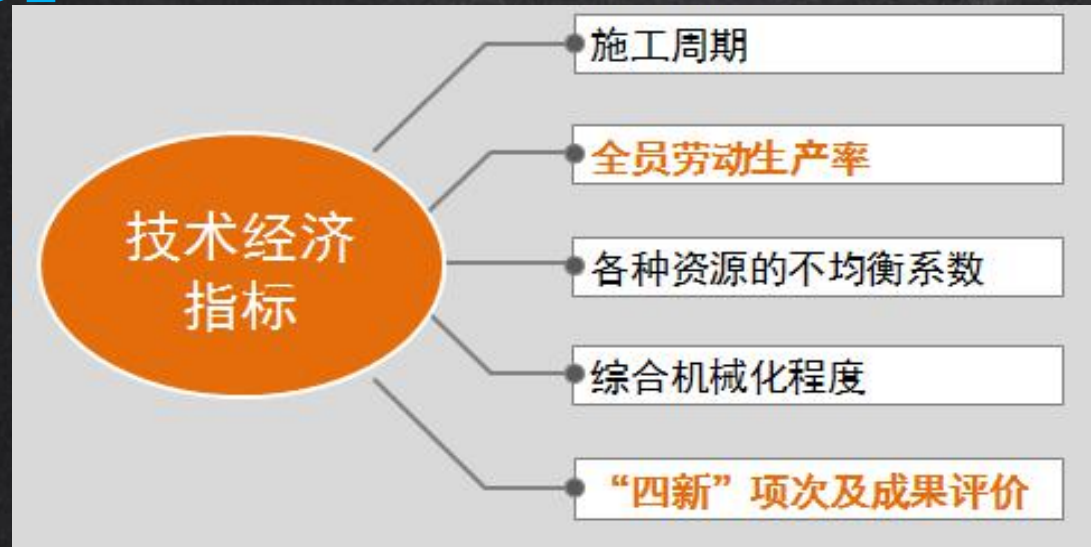 技术经济
指标
施工周期
全员劳动生产率
各种资源的不均衡系数
综合机械化程度
“四新”项次及成果评价